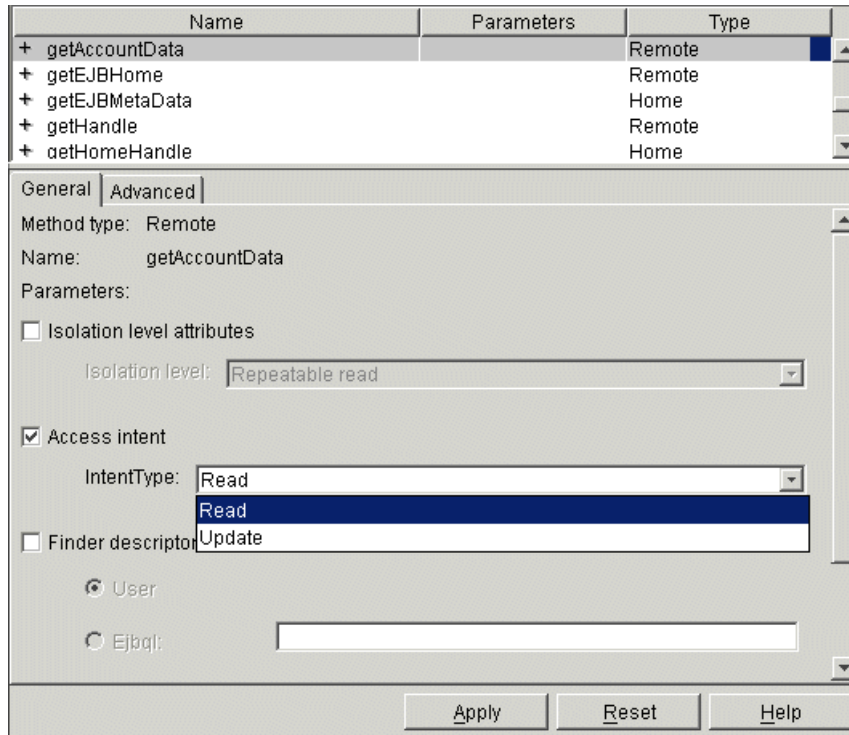 Name Parameters Type
+ getAccountData Remote
+ getEJBHome Remote
+ getEJBMetaData Home
+ getHandle Remote
+ getHomeHandle Home
General Advanced
Method type: Remote
Name: getAccountData
Parameters:
Isolation level attributes
Isolation level: Repeatable read
Access intent
IntentType: Read
Read
Update
Finder descriptor
User
Ejbql:
Apply Reset Help